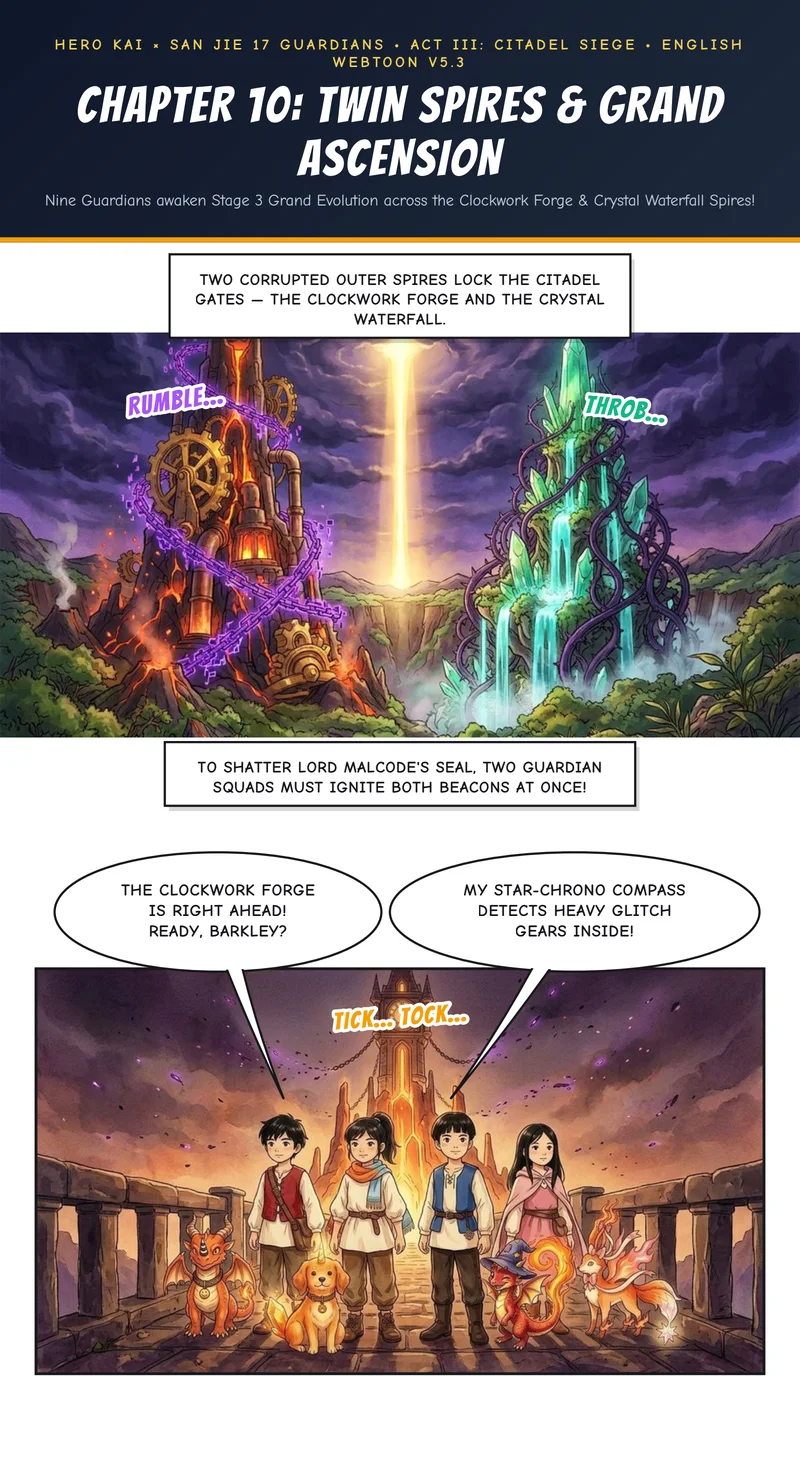 HERO KAI × SAN JIE 17 GUARDIANS • ACT III: CITADEL SIEGE • ENGLISH
WEBTOON V5.3
CHAPTER 10: TWIN SPIRES & GRAND
ASCENSION
Nine Guardians awaken Stage 3 Grand Evolution across the Clockwork Forge & Crystal Waterfall Spires!
TWO CORRUPTED OUTER SPIRES LOCK THE CITADEL
GATES — THE CLOCKWORK FORGE AND THE CRYSTAL
WATERFALL.
RUMBLE...
THROB...
TO SHATTER LORD MALCODE'S SEAL, TWO GUARDIAN
SQUADS MUST IGNITE BOTH BEACONS AT ONCE!
THE CLOCKWORK FORGE
IS RIGHT AHEAD!
READY, BARKLEY?
MY STAR-CHRONO COMPASS
DETECTS HEAVY GLITCH
GEARS INSIDE!
TICK... TOCK...